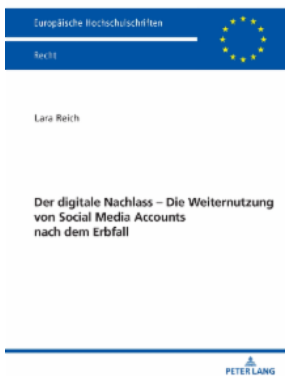 Europäische Hochschulschriften
Recht
Lara Reich
Der digitale Nachlass – Die Weiternutzung
von Social Media Accounts
nach dem Erbfall
PETER LANG